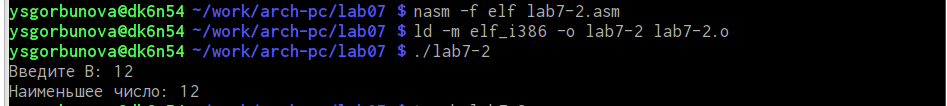 ysgorbunova@dk6n54 ~/work/arch-pc/lab07 $ nasm -f elf lab7-2.asm
ysgorbunova@dk6n54 ~/work/arch-pc/lab07 $ ld -m elf_i386 -o lab7-2 lab7-2.o
ysgorbunova@dk6n54 ~/work/arch-pc/lab07 $ ./lab7-2
Введите В: 12
Наименьшее число: 12